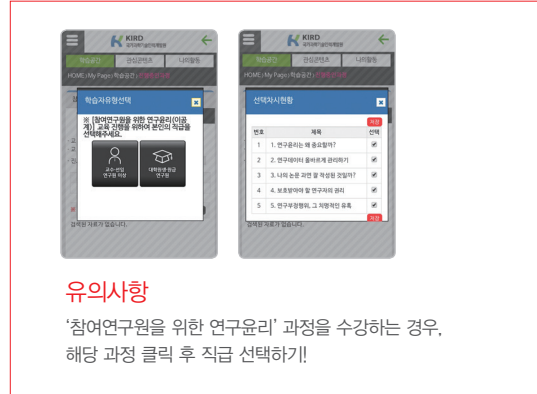 KIRD
국가과학기술인력개발원
학습공간 관심콘텐츠 나의활동
HOME>My Page>학습공간>
학습자유형선택
※ [참여연구원을 위한 연구윤리(이공
계)] 교육 진행을 위하여 본인의 직급을
선택해주세요.
교수·선임
연구원 이상
대학원생·원급
연구원
검색된 자료가 없습니다.
KIRD
국가과학기술인력개발원
학습공간 관심콘텐츠 나의활동
HOME>My Page>학습공간>
선택차시현황
저장
번호 제목 선택
1 1. 연구윤리는 왜 중요할까?
2 2. 연구데이터 올바르게 관리하기
3 3. 나의 논문 과연 잘 작성된 것일까?
4 4. 보호받아야 할 연구자의 권리
5 5. 연구부정행위, 그 치명적인 유혹
저장
검색된 자료가 없습니다.
유의사항
‘참여연구원을 위한 연구윤리’ 과정을 수강하는 경우,
해당 과정 클릭 후 직급 선택하기!